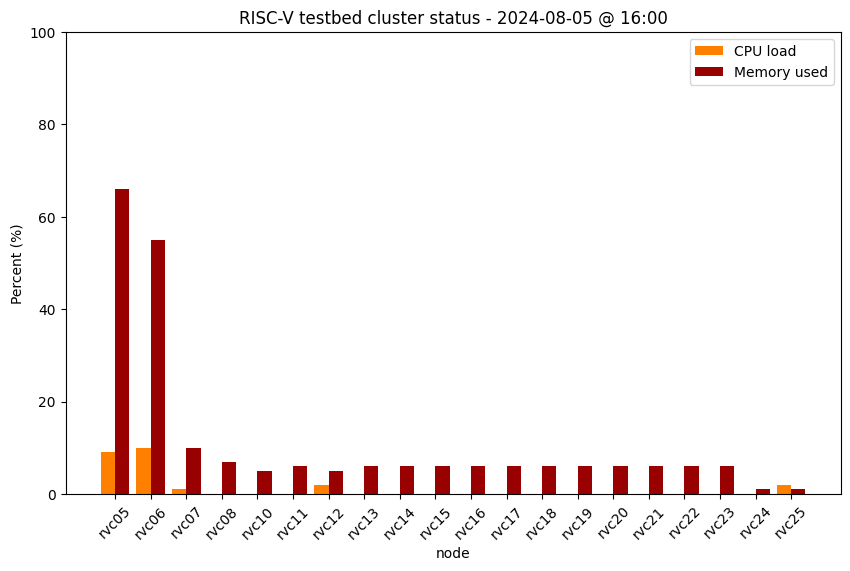 RISC-V testbed cluster status - 2024-08-05 @ 16:00
CPU load
Memory used
Percent (%)
100
80
60
40
20
0
rvc05 rvc06 rvc07 rvc08 rvc10 rvc11 rvc12 rvc13 rvc14 rvc15 rvc16 rvc17 rvc18 rvc19 rvc20 rvc21 rvc22 rvc23 rvc24 rvc25
node